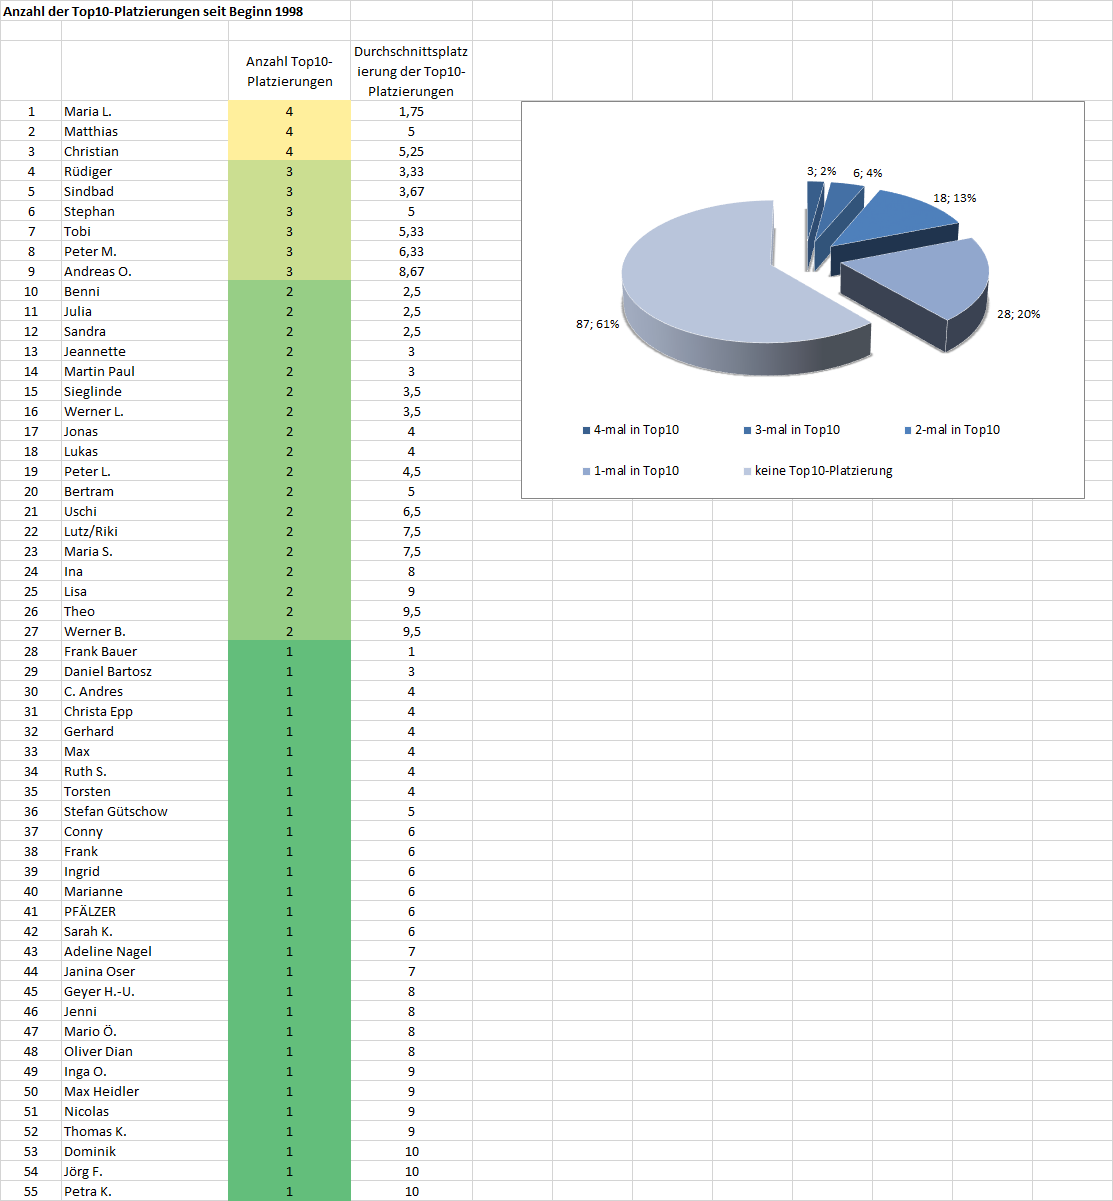 Anzahl der Top10-Platzierungen seit Beginn 1998
Anzahl Top10-
Platzierungen
Durchschnittsplatz
ierung der Top10-
Platzierungen
1 Maria L. 4 1,75
2 Matthias 4 5
3 Christian 4 5,25
4 Rüdiger 3 3,33
5 Sindbad 3 3,67
6 Stephan 3 5
7 Tobi 3 5,33
8 Peter M. 3 6,33
9 Andreas O. 3 8,67
10 Benni 2 2,5
11 Julia 2 2,5
12 Sandra 2 2,5
13 Jeannette 2 3
14 Martin Paul 2 3
15 Sieglinde 2 3,5
16 Werner L. 2 3,5
17 Jonas 2 4
18 Lukas 2 4
19 Peter L. 2 4,5
20 Bertram 2 5
21 Uschi 2 6,5
22 Lutz/Riki 2 7,5
23 Maria S. 2 7,5
24 Ina 2 8
25 Lisa 2 9
26 Theo 2 9,5
27 Werner B. 2 9,5
28 Frank Bauer 1 1
29 Daniel Bartosz 1 3
30 C. Andres 1 4
31 Christa Epp 1 4
32 Gerhard 1 4
33 Max 1 4
34 Ruth S. 1 4
35 Torsten 1 4
36 Stefan Gütschow 1 5
37 Conny 1 6
38 Frank 1 6
39 Ingrid 1 6
40 Marianne 1 6
41 PFÄLZER 1 6
42 Sarah K. 1 6
43 Adeline Nagel 1 7
44 Janina Oser 1 7
45 Geyer H.-U. 1 8
46 Jenni 1 8
47 Mario Ö. 1 8
48 Oliver Dian 1 8
49 Inga O. 1 9
50 Max Heidler 1 9
51 Nicolas 1 9
52 Thomas K. 1 9
53 Dominik 1 10
54 Jörg F. 1 10
55 Petra K. 1 10
3; 2%
6; 4%
18; 13%
28; 20%
87; 61%
4-mal in Top10 3-mal in Top10 2-mal in Top10
1-mal in Top10 keine Top10-Platzierung